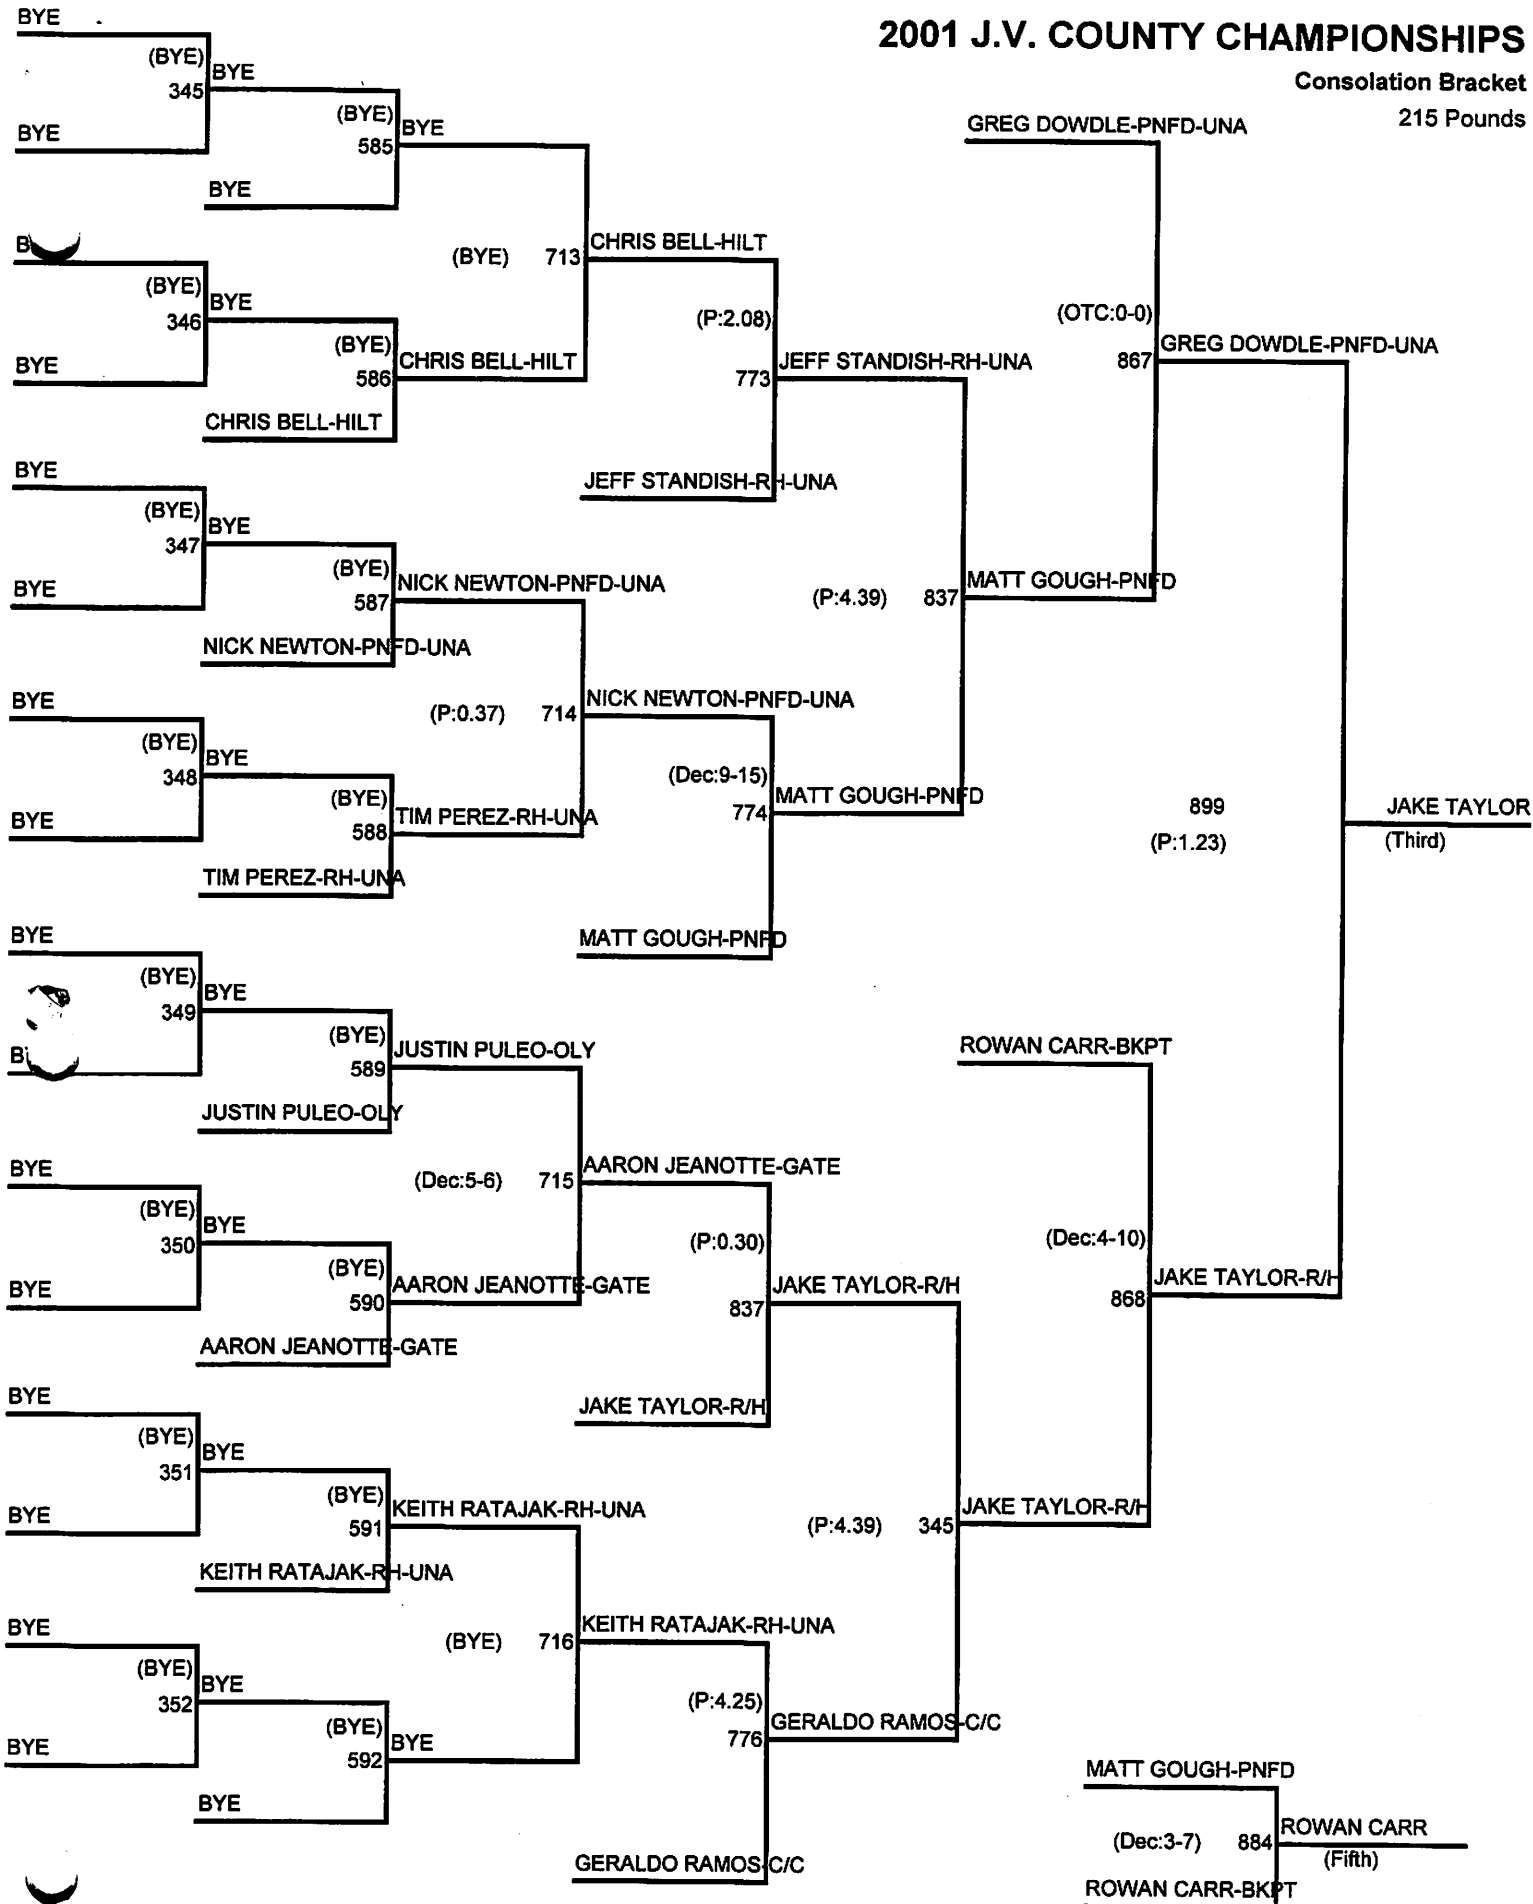 2001 J.V. COUNTY CHAMPIONSHIPS
Consolation Bracket
215 Pounds
BYE
(BYE)
345
BYE
BYE
(BYE)
585
BYE
BYE
(BYE)
346
BYE
BYE
(BYE)
586
CHRIS BELL-HILT
CHRIS BELL-HILT
(BYE) 713
CHRIS BELL-HILT
(P:2.08)
773
JEFF STANDISH-RH-UNA
JEFF STANDISH-RH-UNA
BYE
(BYE)
347
BYE
BYE
(BYE)
587
NICK NEWTON-PNFD-UNA
NICK NEWTON-PNFD-UNA
(P:0.37) 714
NICK NEWTON-PNFD-UNA
BYE
(BYE)
348
BYE
BYE
(BYE)
588
TIM PEREZ-RH-UNA
TIM PEREZ-RH-UNA
(Dec:9-15)
774
MATT GOUGH-PNFD
MATT GOUGH-PNFD
(P:4.39) 837
MATT GOUGH-PNFD
GREG DOWDLE-PNFD-UNA
(OTC:0-0)
867
GREG DOWDLE-PNFD-UNA
899
(P:1.23)
JAKE TAYLOR
(Third)
BYE
(BYE)
349
BYE
(BYE)
589
JUSTIN PULEO-OLY
JUSTIN PULEO-OLY
(Dec:5-6) 715
AARON JEANOTTE-GATE
BYE
(BYE)
350
BYE
BYE
(BYE)
590
AARON JEANOTTE-GATE
AARON JEANOTTE-GATE
(P:0.30)
837
JAKE TAYLOR-R/H
JAKE TAYLOR-R/H
BYE
(BYE)
351
BYE
BYE
(BYE)
591
KEITH RATAJAK-RH-UNA
KEITH RATAJAK-RH-UNA
(BYE) 716
KEITH RATAJAK-RH-UNA
BYE
(BYE)
352
BYE
BYE
(BYE)
592
BYE
BYE
(P:4.25)
776
GERALDO RAMOS-C/C
GERALDO RAMOS-C/C
(P:4.39) 345
JAKE TAYLOR-R/H
ROWAN CARR-BKPT
(Dec:4-10)
868
JAKE TAYLOR-R/H
MATT GOUGH-PNFD
(Dec:3-7) 884
ROWAN CARR
(Fifth)
ROWAN CARR-BKPT